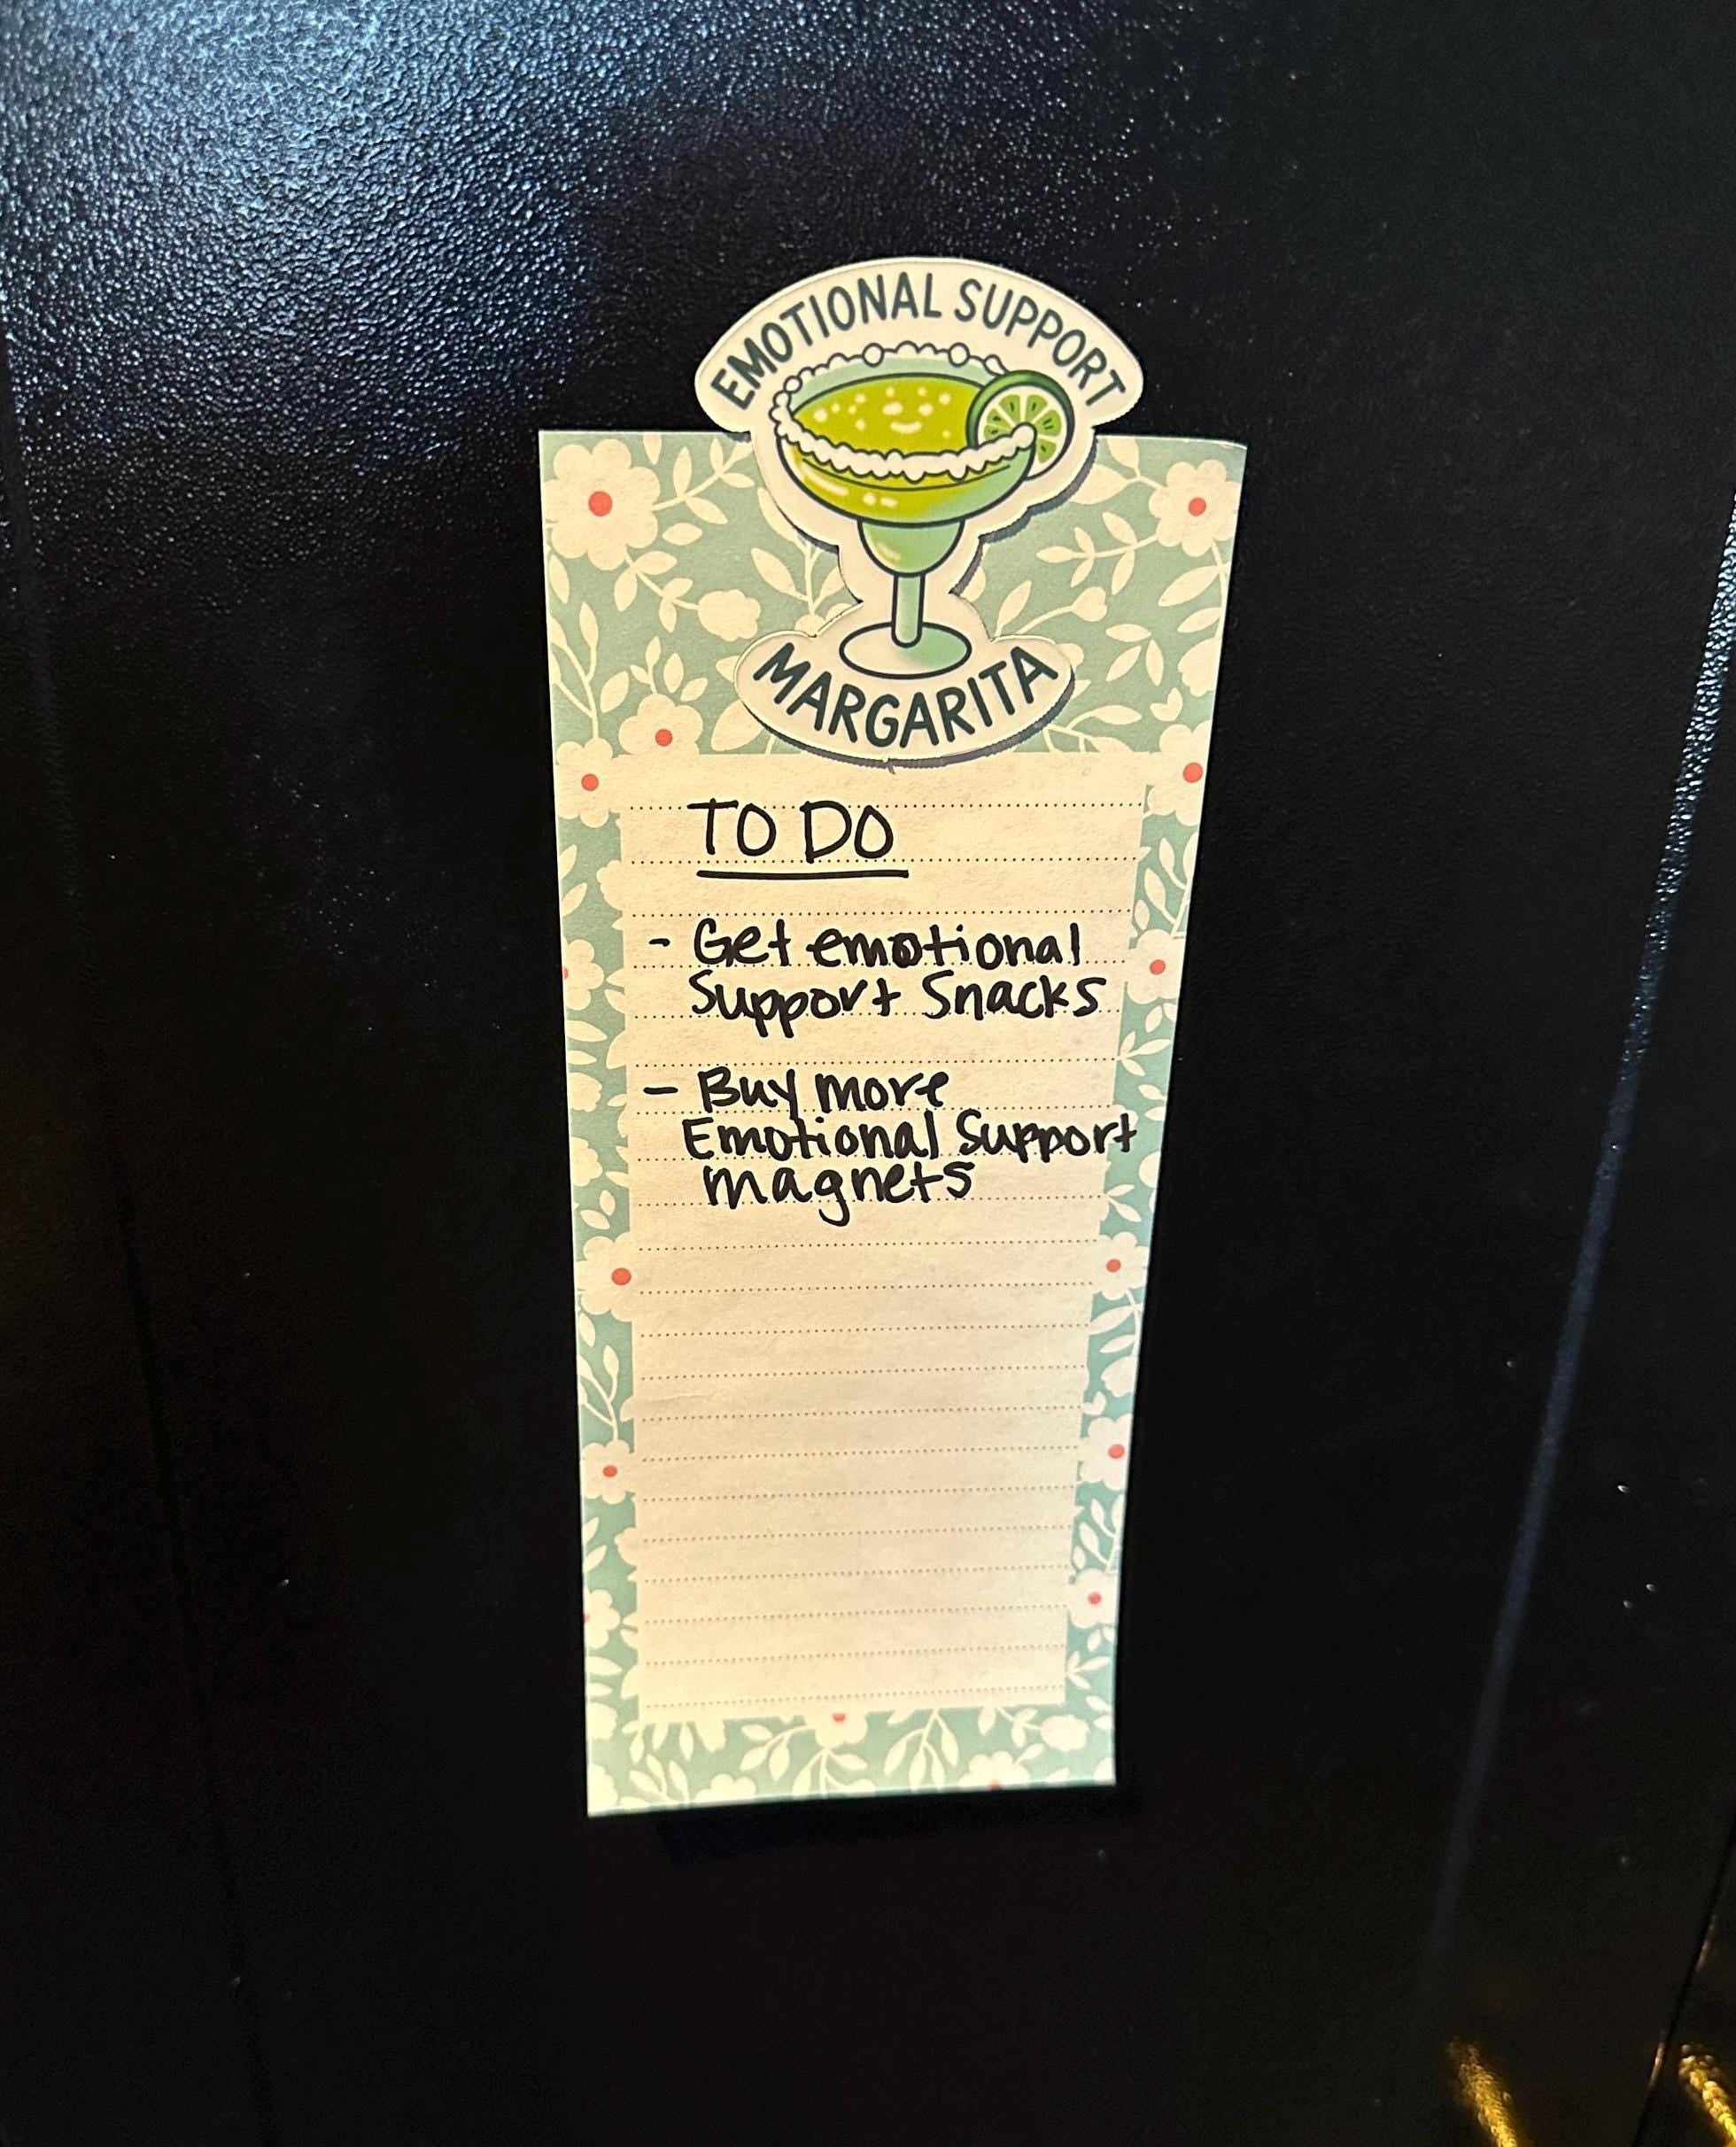 EMOTIONAL SUPPORT
MARGARITA
TO DO
- Get emotional
Support Snacks
- Buy more
Emotional Support
magnets